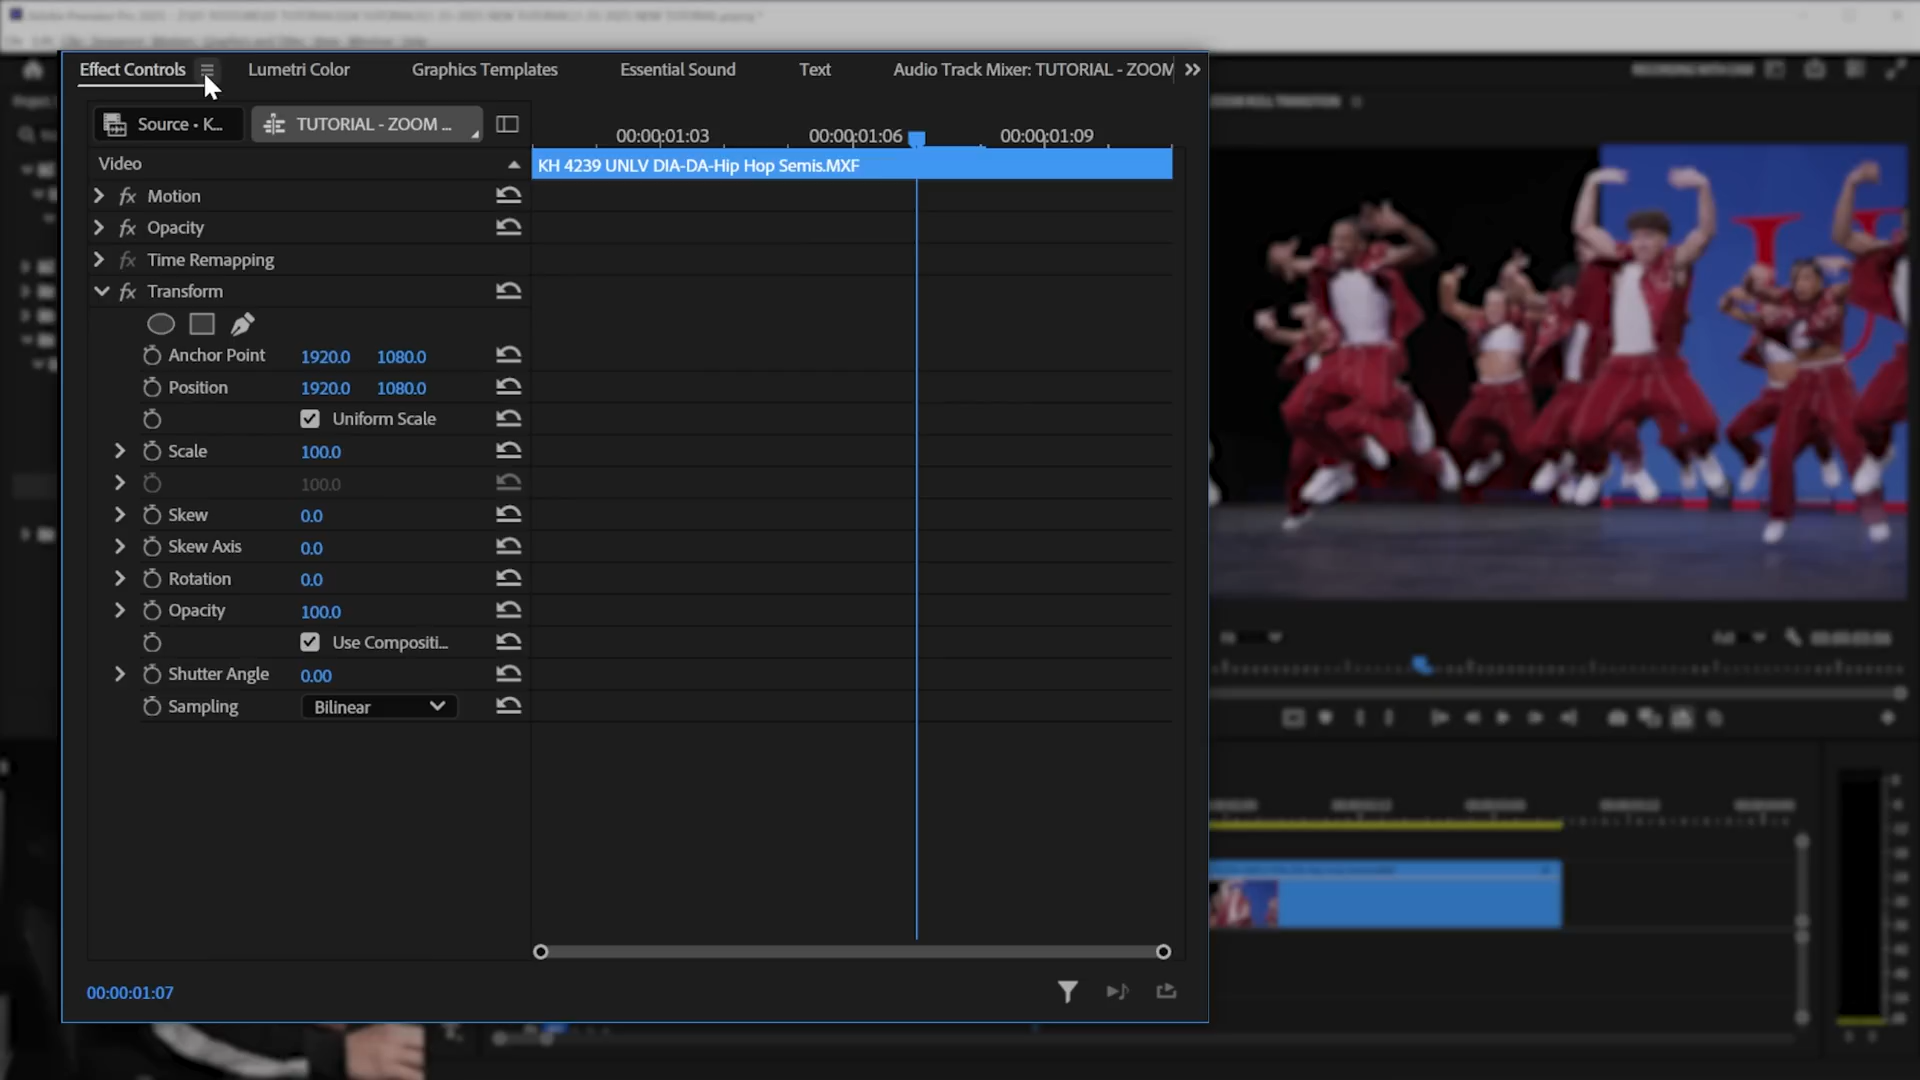 Effect Controls
Lumetri Color
Graphics Templates
Essential Sound
Text
Audio Track Mixer: TUTORIAL - ZOOM
Source • K...
TUTORIAL - ZOOM ...
00:00:01:03
00:00:01:06
00:00:01:09
Video
KH 4239 UNLV DIA-DA-Hip Hop Semis.MXF
fx Motion
fx Opacity
fx Time Remapping
fx Transform
Anchor Point 1920.0 1080.0
Position 1920.0 1080.0
Uniform Scale
Scale 100.0
100.0
Skew 0.0
Skew Axis 0.0
Rotation 0.0
Opacity 100.0
Use Compositi...
Shutter Angle 0.00
Sampling Bilinear
00:00:01:07